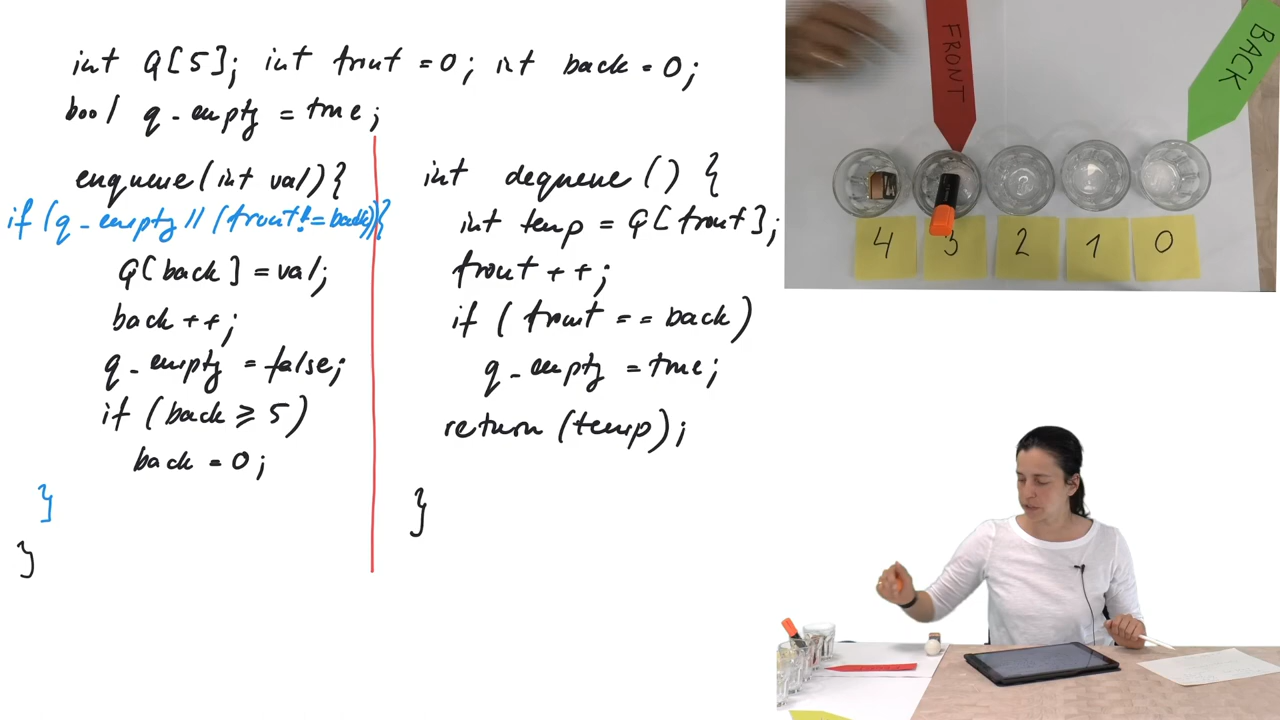 int Q[5]; int front = 0; int back = 0;
bool q_empty = true;
enqueue(int val){
if (q_empty || (front != back)){
Q[back] = val;
back ++;
q_empty = false;
if (back ≥ 5)
back = 0;
}
}
int dequeue () {
int temp = Q[front];
front ++;
if (front == back)
q_empty = true;
return (temp);
}
FRONT
BACK
4 3 2 1 0